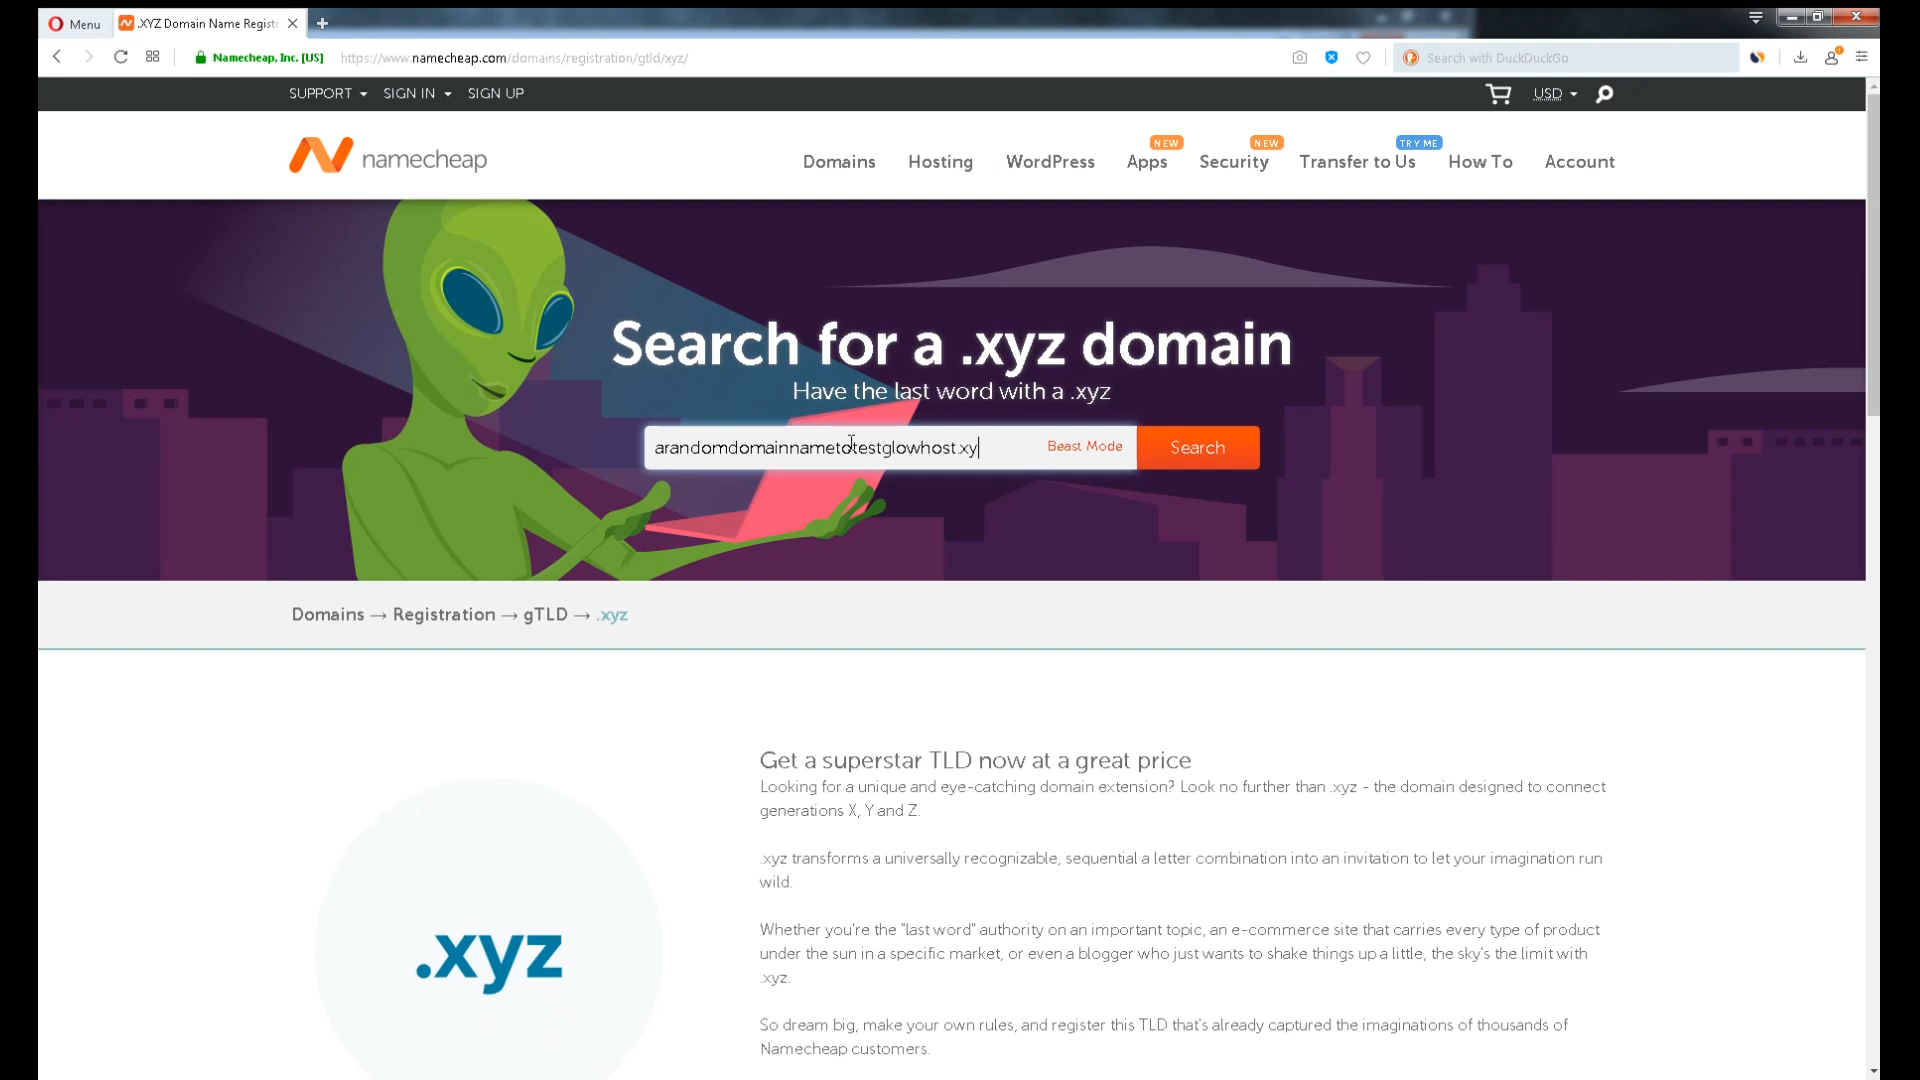 Menu
.XYZ Domain Name Registr
Namecheap, Inc. [US]
https://www.namecheap.com/domains/registration/gtld/xyz/
Search with DuckDuckGo
SUPPORT
SIGN IN
SIGN UP
USD
namecheap
Domains
Hosting
WordPress
NEW
Apps
NEW
Security
TRY ME
Transfer to Us
How To
Account
Search for a .xyz domain
Have the last word with a .xyz
arandomdomainnametotestglowhost.xy
Beast Mode
Search
Domains → Registration → gTLD → .xyz
Get a superstar TLD now at a great price
Looking for a unique and eye-catching domain extension? Look no further than .xyz - the domain designed to connect
generations X, Y and Z.
.xyz transforms a universally recognizable, sequential a letter combination into an invitation to let your imagination run
wild.
Whether you're the "last word" authority on an important topic, an e-commerce site that carries every type of product
under the sun in a specific market, or even a blogger who just wants to shake things up a little, the sky's the limit with
.xyz.
So dream big, make your own rules, and register this TLD that's already captured the imaginations of thousands of
Namecheap customers.
.xyz